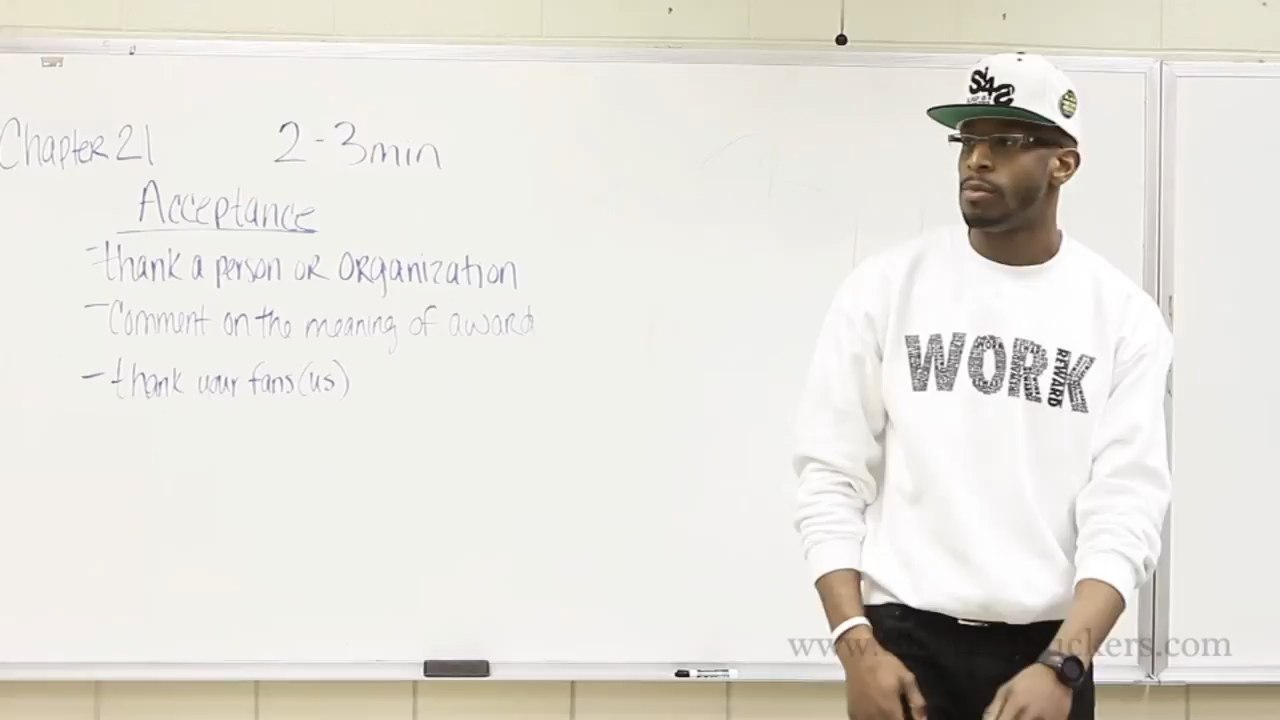 Chapter 21 2-3min
Acceptance
- thank a person or organization
- Comment on the meaning of award
- thank your fans (us)
WORK
REWARD